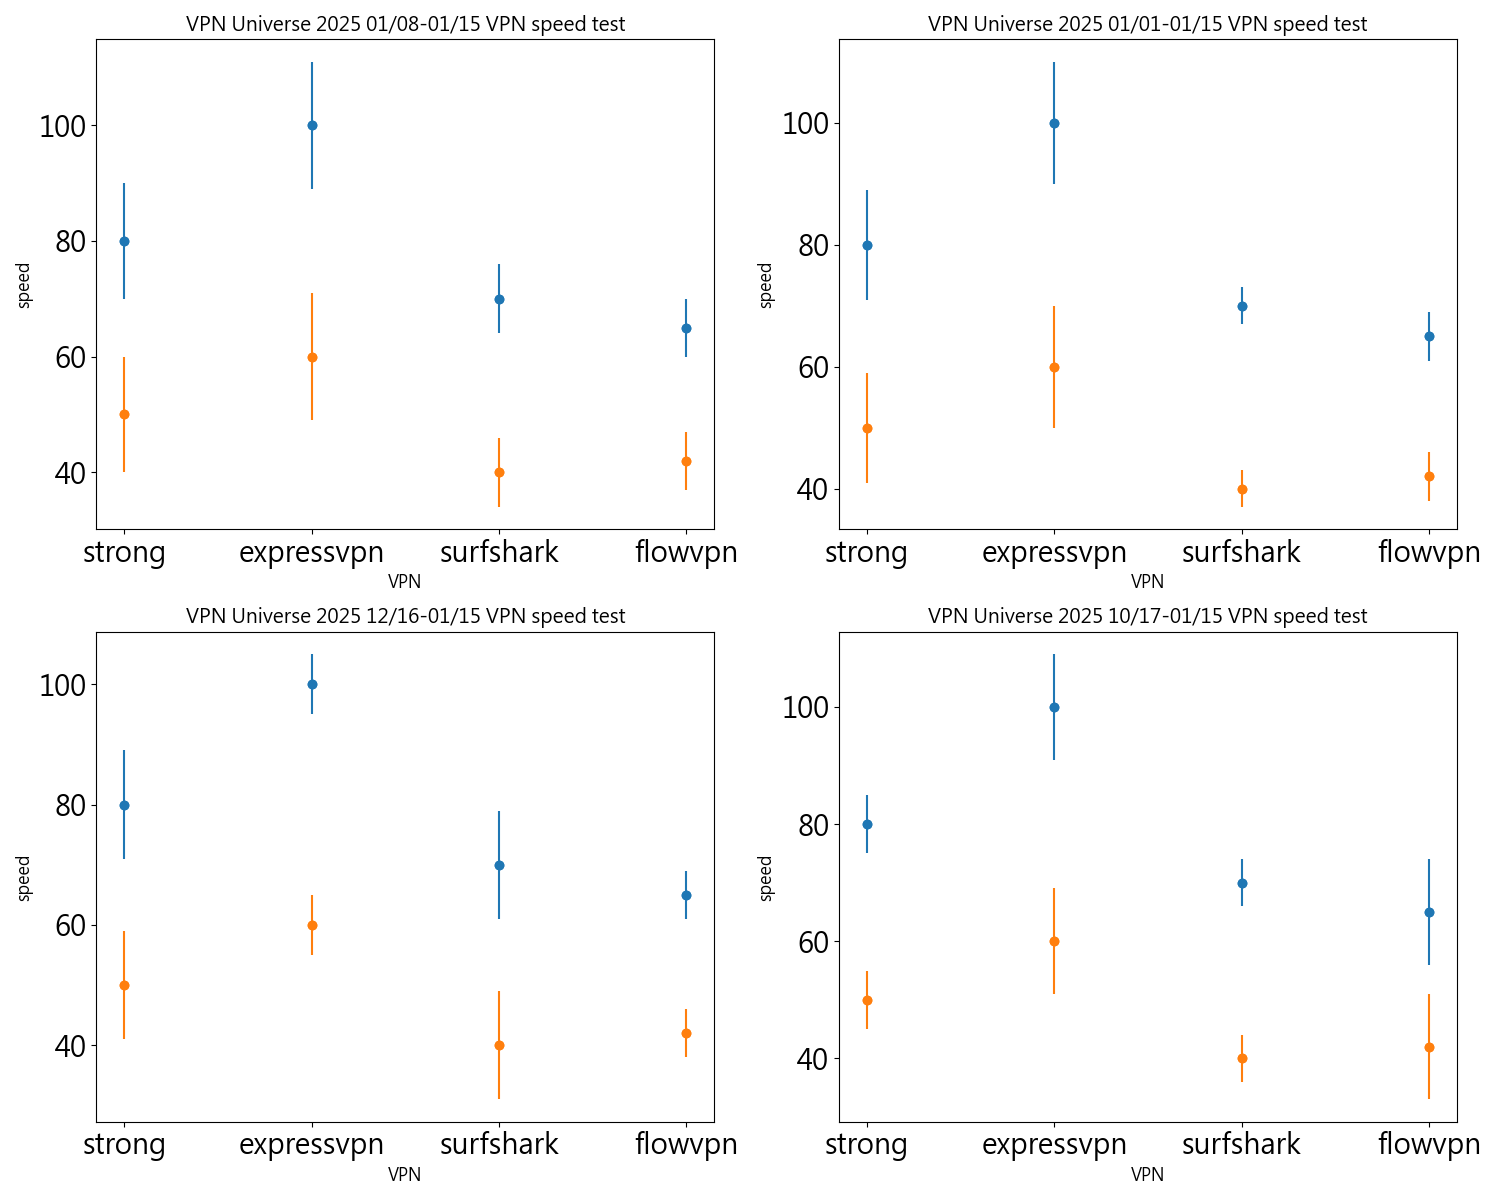 VPN Universe 2025 01/08-01/15 VPN speed test
100
80
60
40
speed
strong expressvpn surfshark flowvpn
VPN
VPN Universe 2025 01/01-01/15 VPN speed test
100
80
60
40
speed
strong expressvpn surfshark flowvpn
VPN
VPN Universe 2025 12/16-01/15 VPN speed test
100
80
60
40
speed
strong expressvpn surfshark flowvpn
VPN
VPN Universe 2025 10/17-01/15 VPN speed test
100
80
60
40
speed
strong expressvpn surfshark flowvpn
VPN